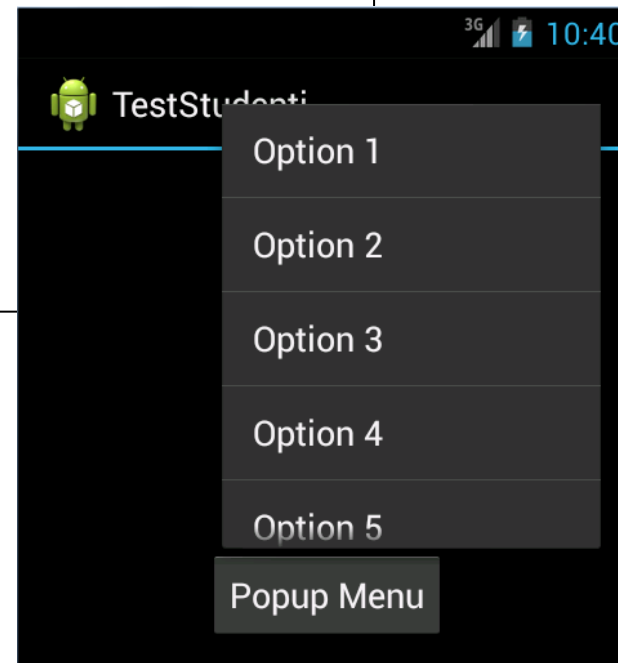 3G 10:40
TestStudenti
Option 1
Option 2
Option 3
Option 4
Option 5
Popup Menu